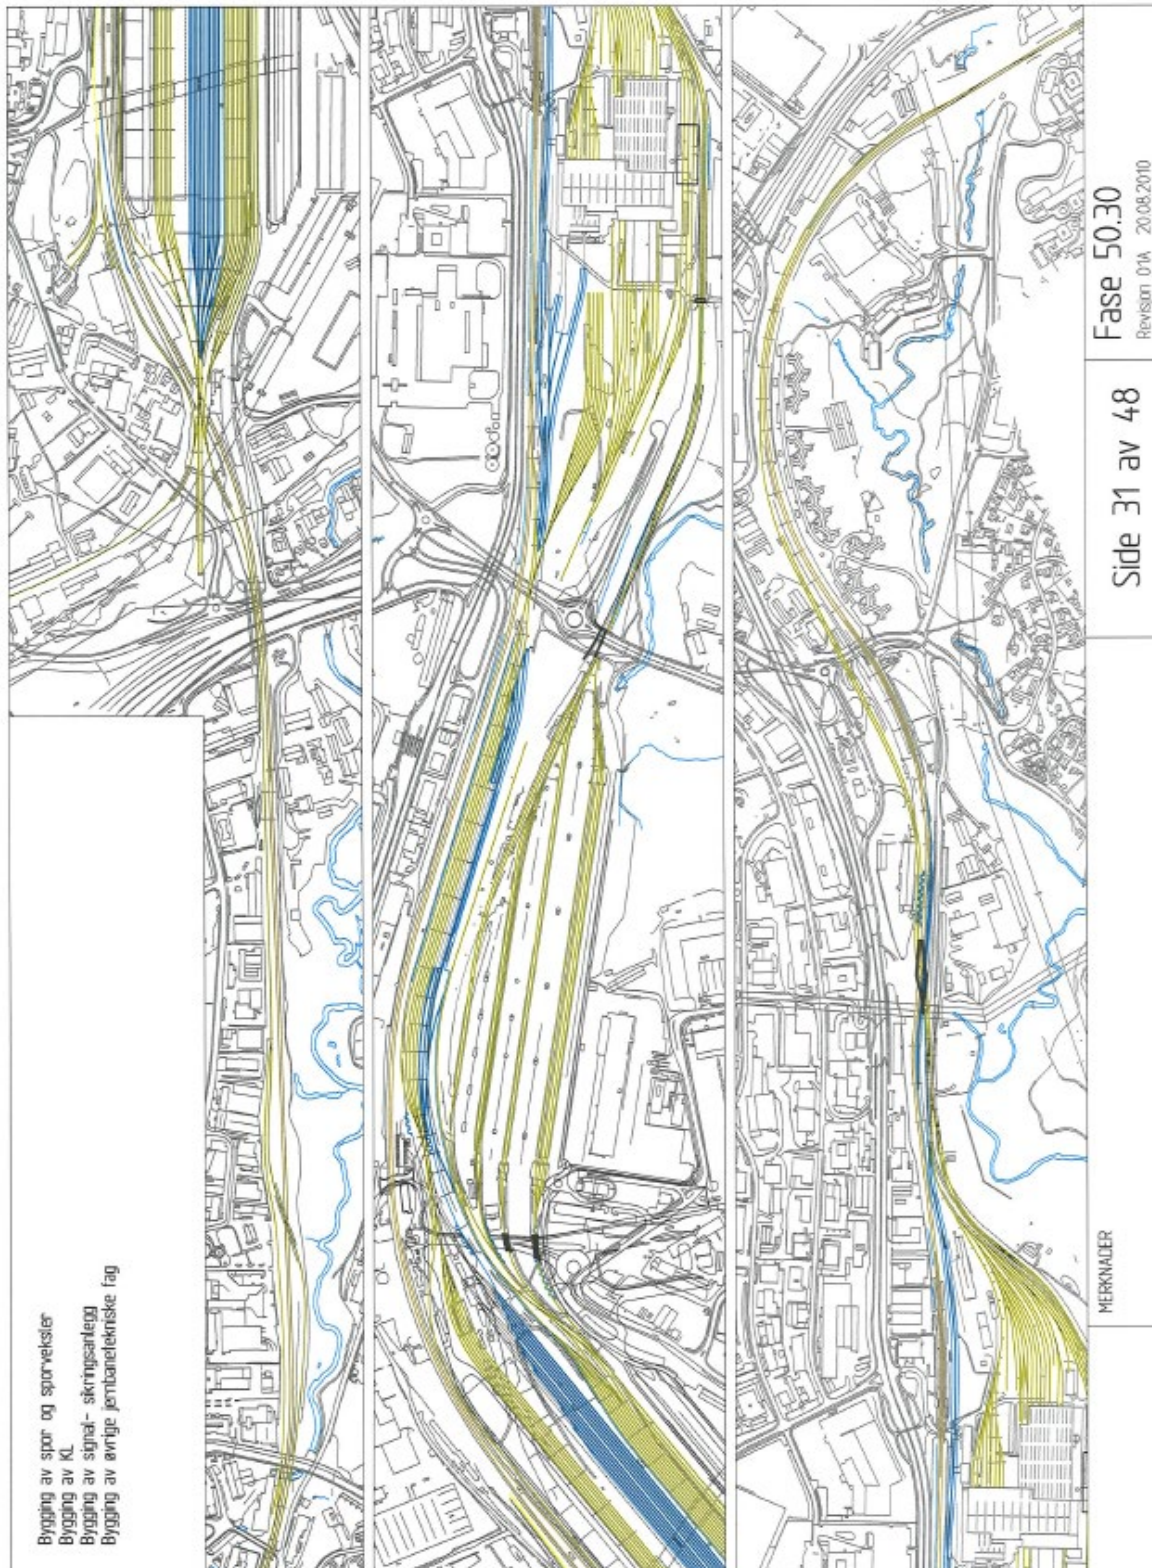 Bygging av spor og sporveksler
Bygging av KL
Bygging av signal- sikringsanlegg
Bygging av øvrige jernbanetekniske fag
MERKNADER
Side 31 av 48
Fase 50.30
Revisjon 01A 20.08.2010